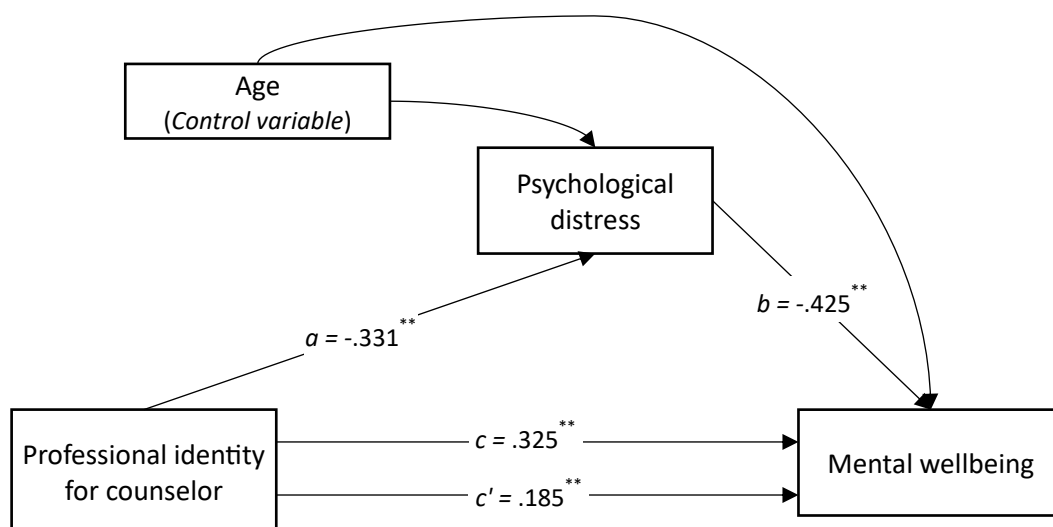 Age
(Control variable)
Psychological
distress
b = -.425**
a = -.331**
Professional identity
for counselor
c = .325**
c' = .185**
Mental wellbeing